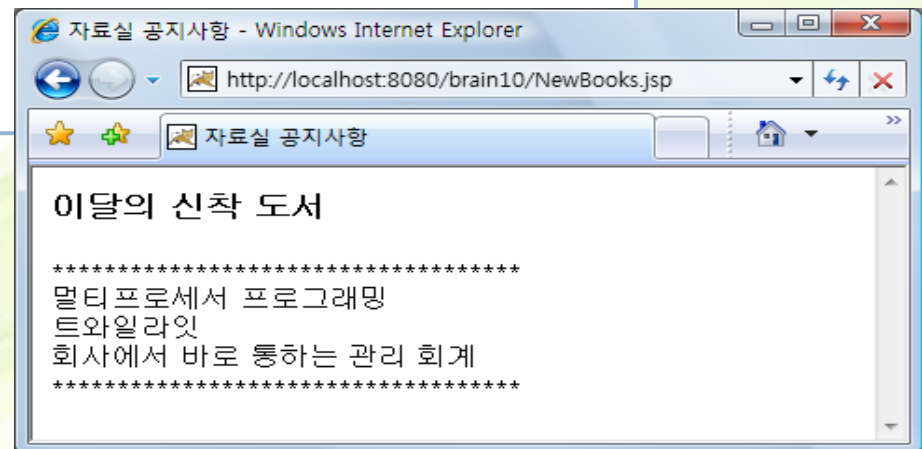 자료실 공지사항 - Windows Internet Explorer
http://localhost:8080/brain10/NewBooks.jsp
자료실 공지사항
이달의 신착 도서
************************************
멀티프로세서 프로그래밍
트와일라잇
회사에서 바로 통하는 관리 회계
************************************